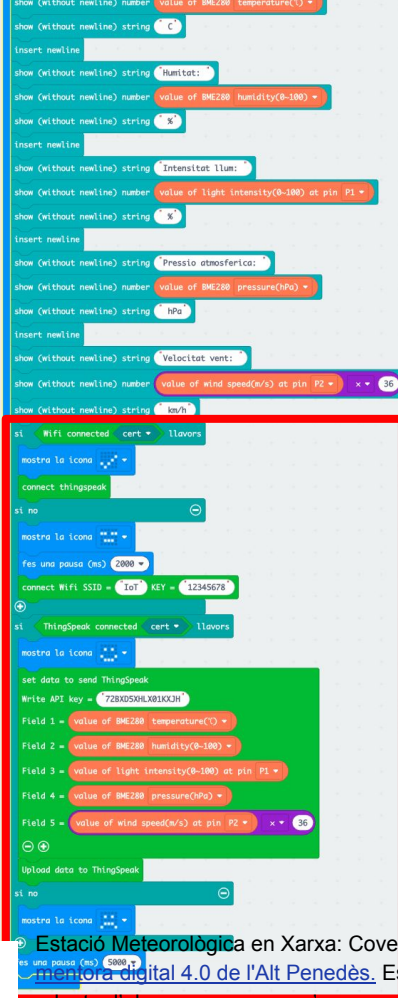 show (without newline) number value of BME280 temperature(℃)
show (without newline) string C
insert newline
show (without newline) string Humitat:
show (without newline) number value of BME280 humidity(0~100)
show (without newline) string %
insert newline
show (without newline) string Intensitat llum:
show (without newline) number value of light intensity(0~100) at pin P1
show (without newline) string %
insert newline
show (without newline) string Pressio atmosferica:
show (without newline) number value of BME280 pressure(hPa)
show (without newline) string hPa
insert newline
show (without newline) string Velocitat vent:
show (without newline) number value of wind speed(m/s) at pin P2 × 36
show (without newline) string km/h
si Wifi connected cert llavors
mostra la icona
connect thingspeak
si no
mostra la icona
fes una pausa (ms) 2000
connect Wifi SSID = IoT KEY = 12345678
si ThingSpeak connected cert llavors
mostra la icona
set data to send ThingSpeak
Write API key = 7ZBXD5XHLX01KXJH
Field 1 = value of BME280 temperature(℃)
Field 2 = value of BME280 humidity(0~100)
Field 3 = value of light intensity(0~100) at pin P1
Field 4 = value of BME280 pressure(hPa)
Field 5 = value of wind speed(m/s) at pin P2 × 36
Upload data to ThingSpeak
si no
mostra la icona
Estació Meteorològica en Xarxa: Cove
fes una pausa (ms) 5000
mentora digital 4.0 de l'Alt Penedès. Es